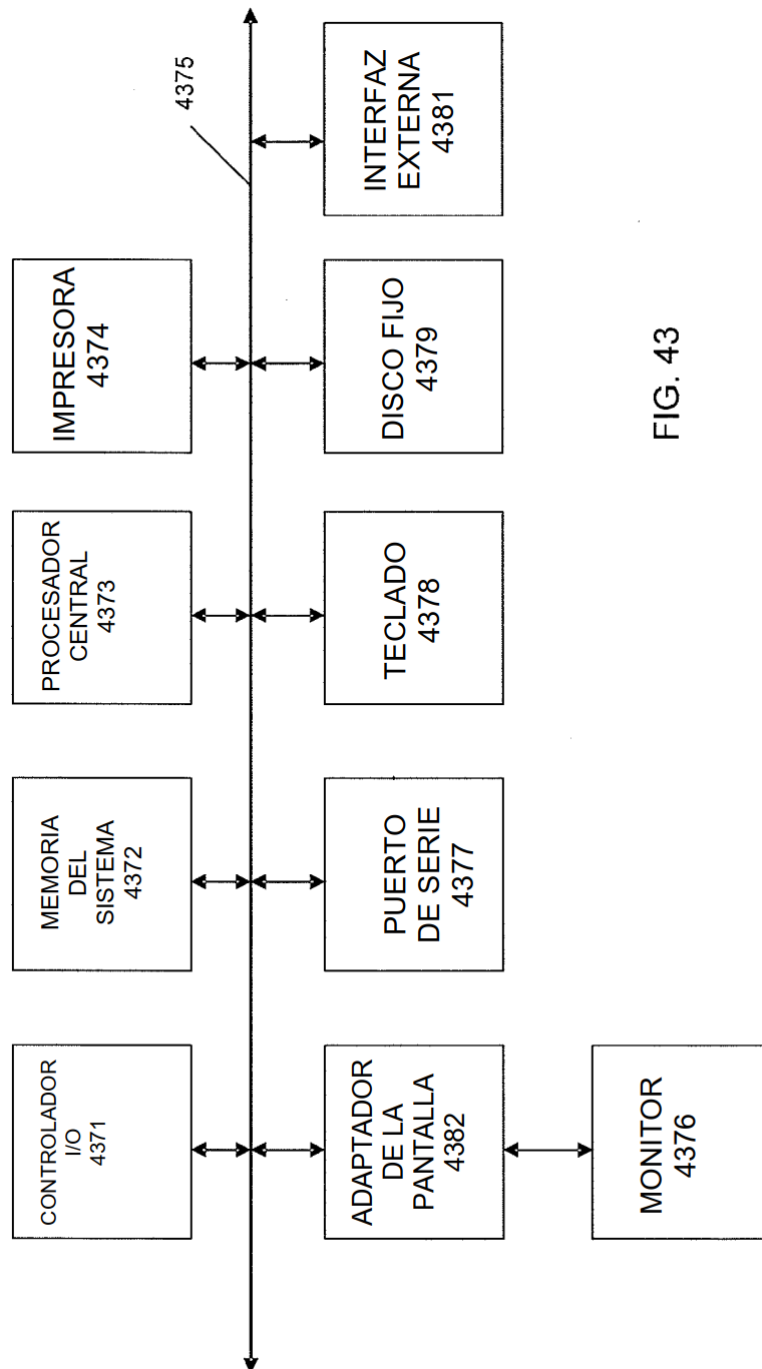 CONTROLADOR
I/O
4371
MEMORIA
DEL
SISTEMA
4372
PROCESADOR
CENTRAL
4373
IMPRESORA
4374
4375
ADAPTADOR
DE LA
PANTALLA
4382
PUERTO
DE SERIE
4377
TECLADO
4378
DISCO FIJO
4379
INTERFAZ
EXTERNA
4381
MONITOR
4376
FIG. 43